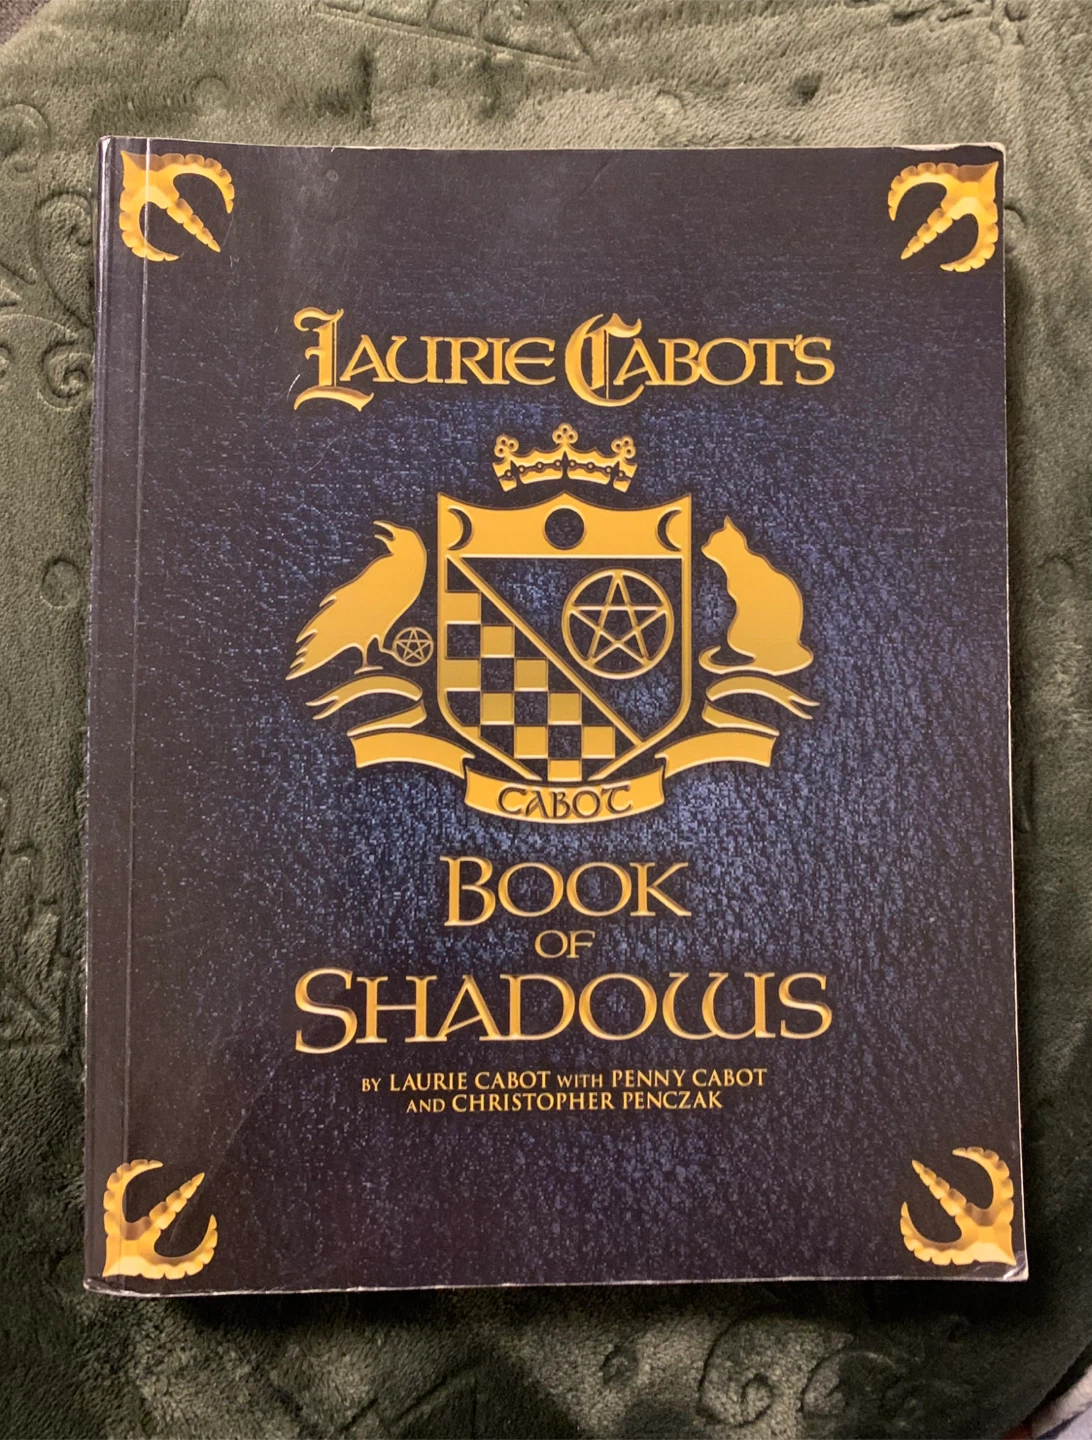 LAURIE CABOT'S
CABOT
BOOK
OF
SHADOWS
BY LAURIE CABOT WITH PENNY CABOT
AND CHRISTOPHER PENCZAK